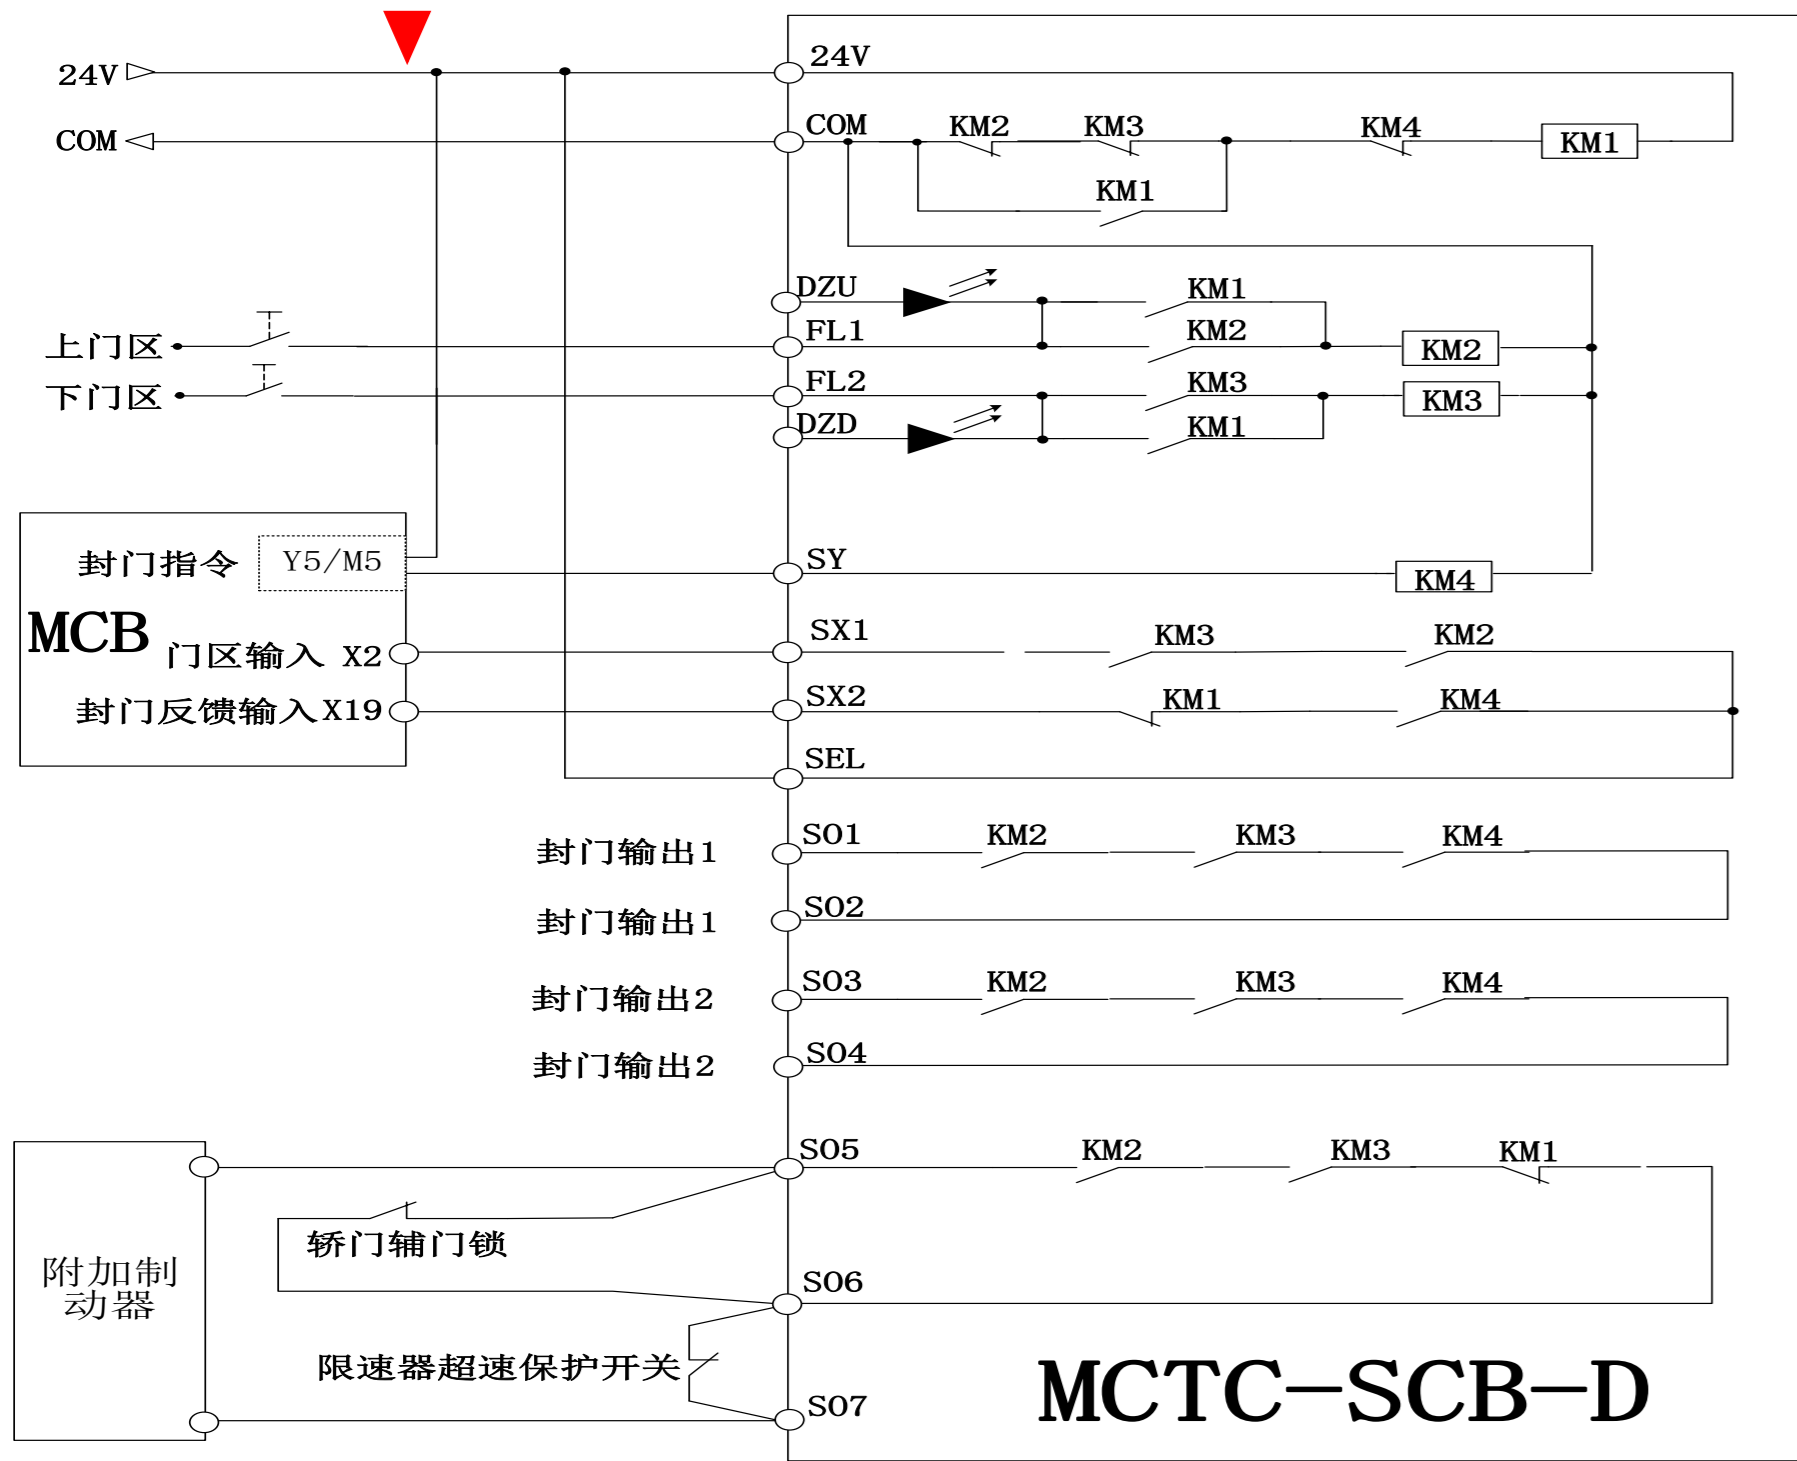 24V
24V
COM
COM
KM2
KM3
KM4
KM1
KM1
DZU
KM1
上门区
FL1
KM2
KM2
下门区
FL2
KM3
KM3
DZD
KM1
封门指令
Y5/M5
SY
KM4
MCB
门区输入 X2
SX1
KM3
KM2
封门反馈输入X19
SX2
KM1
KM4
SEL
封门输出1
SO1
KM2
KM3
KM4
封门输出1
SO2
封门输出2
SO3
KM2
KM3
KM4
封门输出2
SO4
SO5
KM2
KM3
KM1
轿门辅门锁
附加制
动器
SO6
限速器超速保护开关
SO7
MCTC-SCB-D